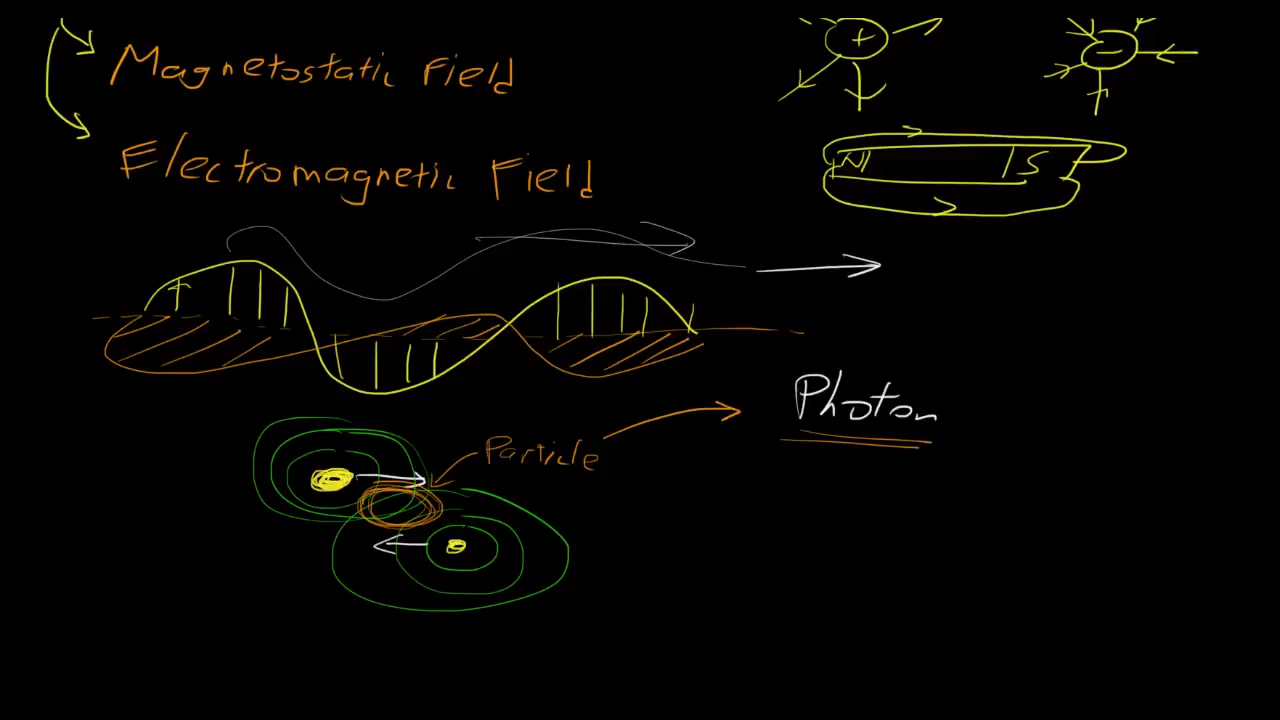 Magnetostatic Field
+
-
Electromagnetic Field
N S
Photon
Particle